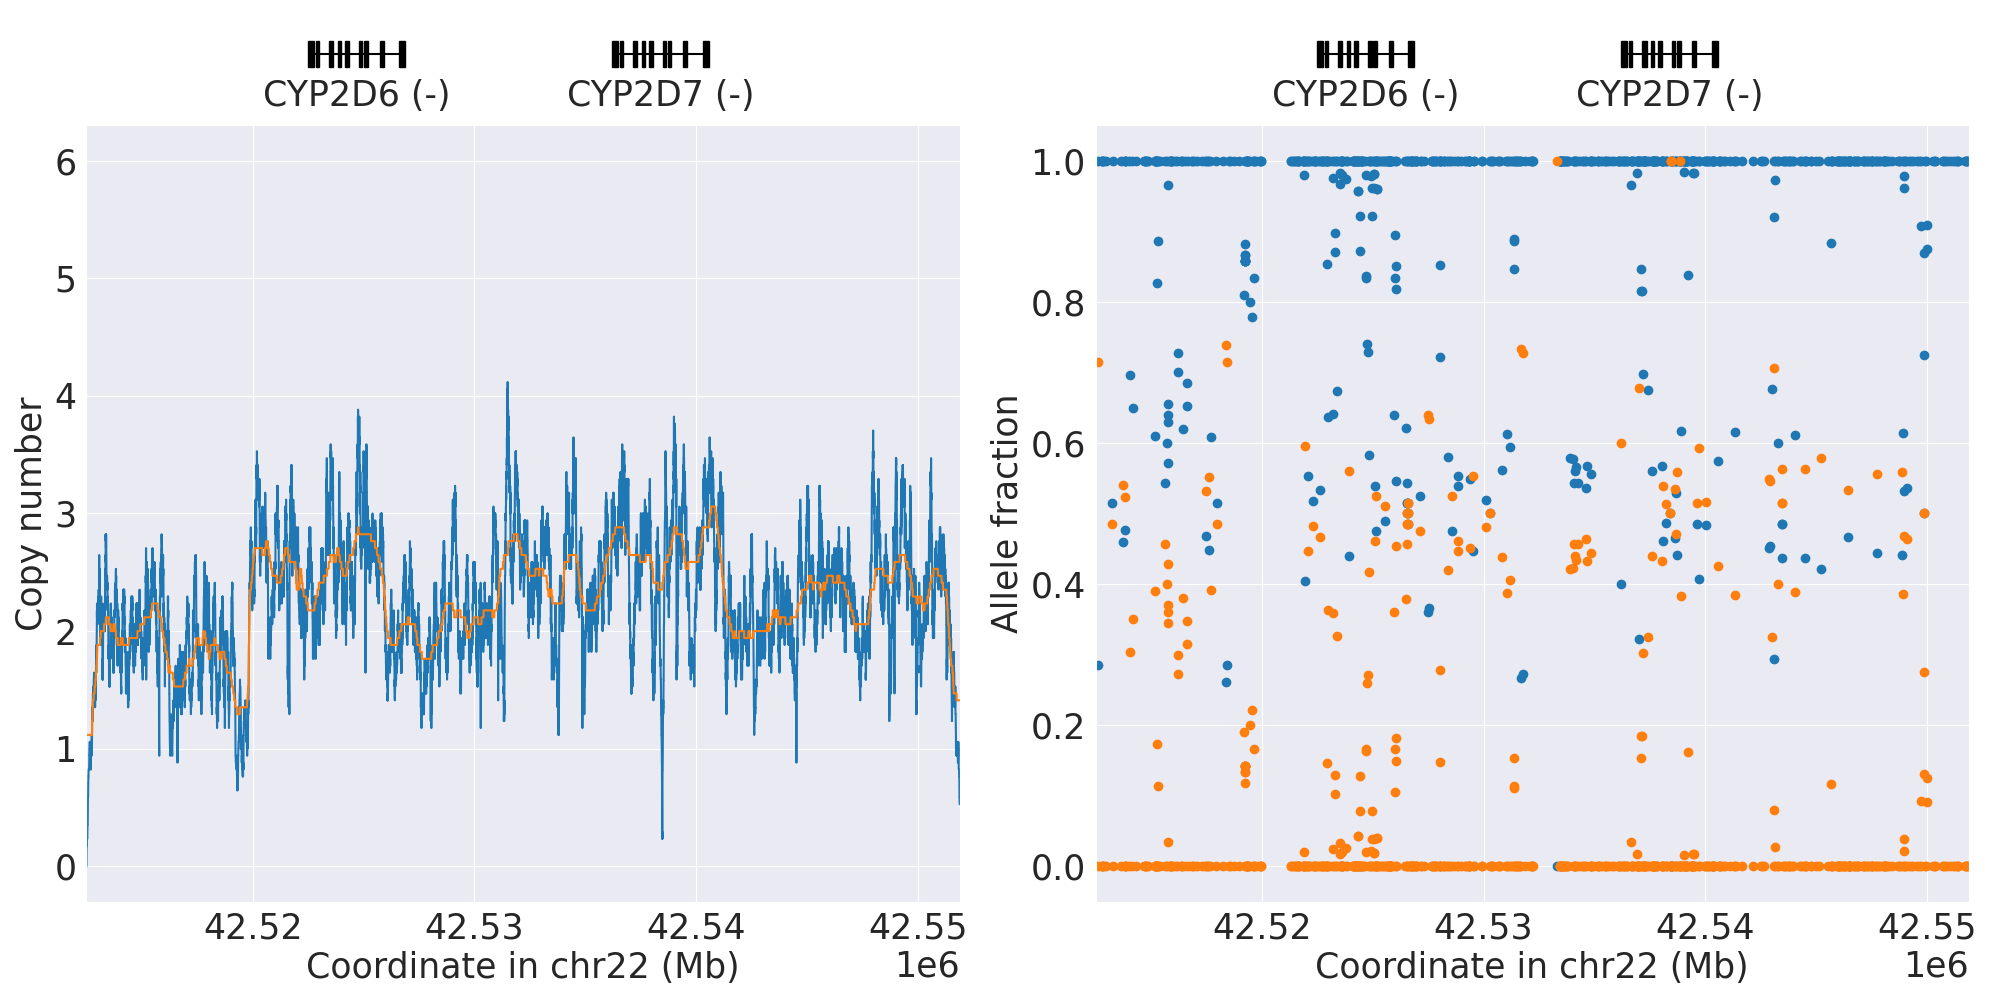 CYP2D6 (-) CYP2D7 (-)
6
5
4
3
2
1
0
Copy number
42.52 42.53 42.54 42.55
Coordinate in chr22 (Mb)
1e6
CYP2D6 (-) CYP2D7 (-)
1.0
0.8
0.6
0.4
0.2
0.0
Allele fraction
42.52 42.53 42.54 42.55
Coordinate in chr22 (Mb)
1e6